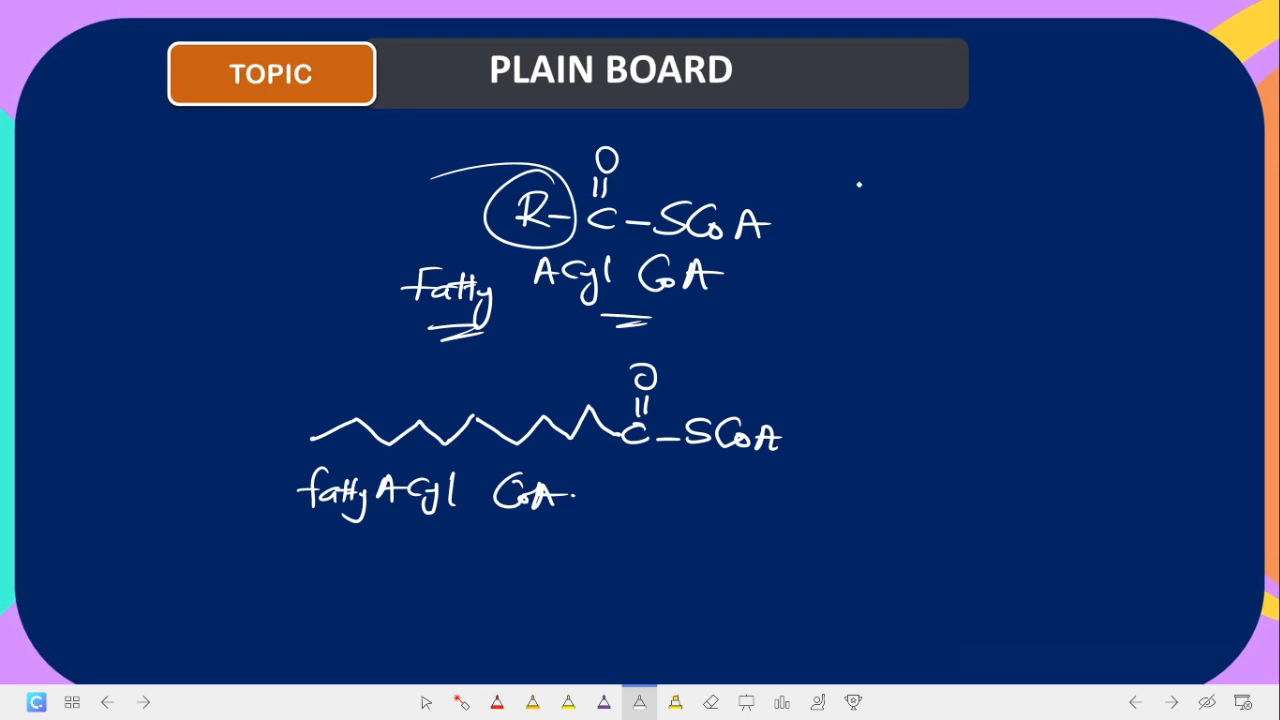 TOPIC PLAIN BOARD
O
R-C-SCoA
Fatty Acyl CoA
O
C-SCoA
fatty Acyl CoA.